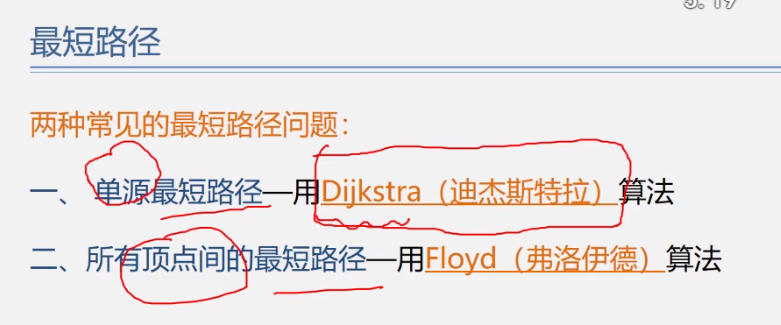 最短路径
两种常见的最短路径问题：
一、 单源最短路径—用Dijkstra（迪杰斯特拉）算法
二、所有顶点间的最短路径—用Floyd（弗洛伊德）算法